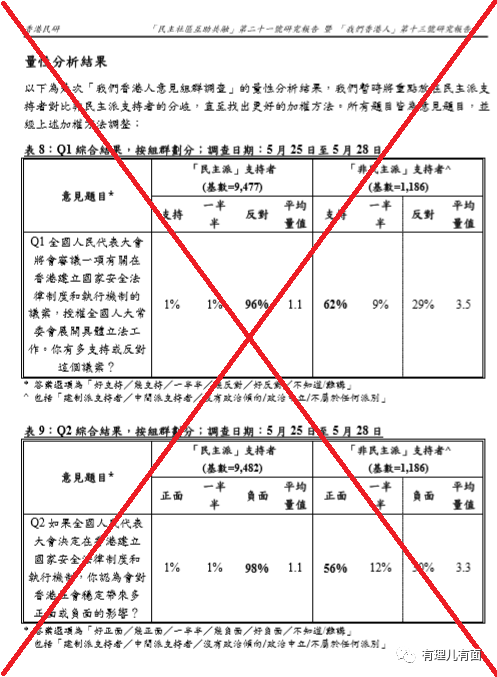 香港民研 「民主社區互助共融」第二十一號研究報告 暨 「我們香港人」第十三號研究報告
量性分析結果
以下為是次「我們香港人意見組群調查」的量性分析結果，我們暫時將重點放在民主派支
持者對比非民主派支持者的分歧，直至找出更好的加權方法。所有題目皆為意見題目，並
經上述加權方法調整：
表 8：Q1 綜合結果，按組群劃分；調查日期：5 月 25 日至 5 月 28 日
意見題目*
「民主派」支持者
(基數=9,477)
「非民主派」支持者^
(基數=1,186)
支持 一半半 反對 平均量值 支持 一半半 反對 平均量值
Q1 全國人民代表大會
將會審議一項有關在
香港建立國家安全法
律制度和執行機制的
議案，授權全國人大常
委會展開具體立法工
作。你有多支持或反對
這個議案？
1% 1% 96% 1.1 62% 9% 29% 3.5
* 答案選項為「好支持／幾支持／一半半／幾反對／好反對／不知道/難講」
^ 包括「建制派支持者／中間派支持者／沒有政治傾向/政治中立/不屬於任何派別」
表 9：Q2 綜合結果，按組群劃分；調查日期：5 月 25 日至 5 月 28 日
意見題目*
「民主派」支持者
(基數=9,482)
「非民主派」支持者^
(基數=1,186)
正面 一半半 負面 平均量值 正面 一半半 負面 平均量值
Q2 如果全國人民代表
大會決定在香港建立
國家安全法律制度和
執行機制，你認為會對
香港社會穩定帶來多
正面或負面的影響？
1% 1% 98% 1.1 56% 12% 30% 3.3
* 答案選項為「好正面／幾正面／一半半／幾負面／好負面／不知道/難講」
包括「建制派支持者／中間派支持者／沒有政治傾向/政治中立/不屬於任何派別」
有理儿有面